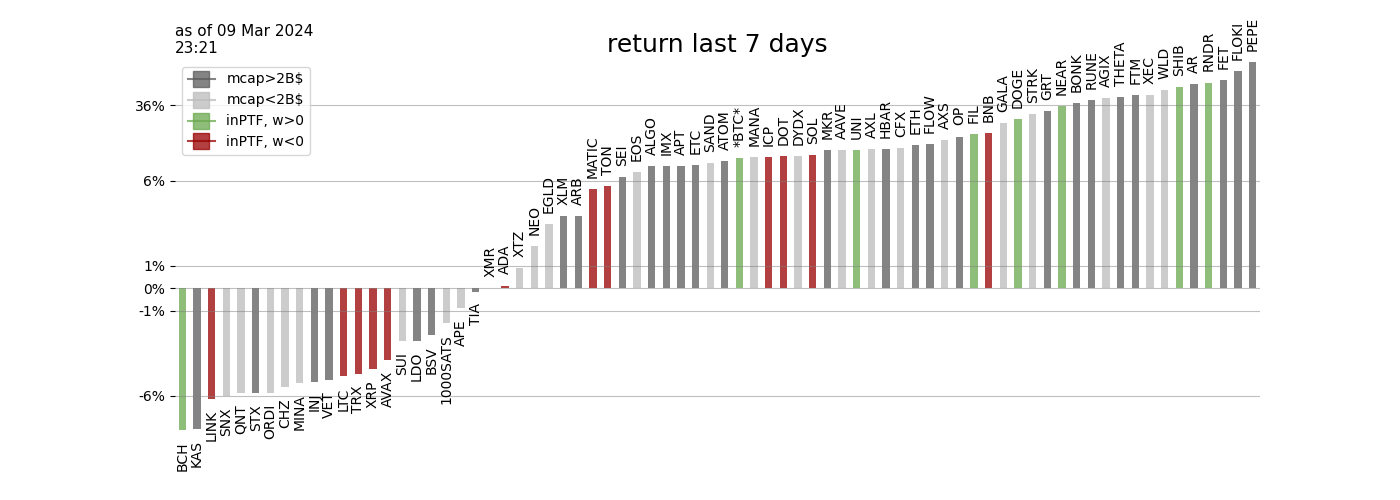 as of 09 Mar 2024
23:21
return last 7 days
mcap>2B$
mcap<2B$
inPTF, w>0
inPTF, w<0
36%
6%
1%
0%
-1%
-6%
BCH
KAS
LINK
SNX
QNT
STX
ORDI
CHZ
MINA
INJ
VET
LTC
TRX
XRP
AVAX
SUI
LDO
BSV
1000SATS
APE
TIA
XMR
ADA
XTZ
NEO
EGLD
XLM
ARB
MATIC
TON
SEI
EOS
ALGO
IMX
APT
ETC
SAND
ATOM
*BTC*
MANA
ICP
DOT
DYDX
SOL
MKR
AAVE
UNI
AXL
HBAR
CFX
ETH
FLOW
AXS
OP
FIL
BNB
GALA
DOGE
STRK
GRT
NEAR
BONK
RUNE
AGIX
THETA
FTM
XEC
WLD
SHIB
AR
RNDR
FET
FLOKI
PEPE